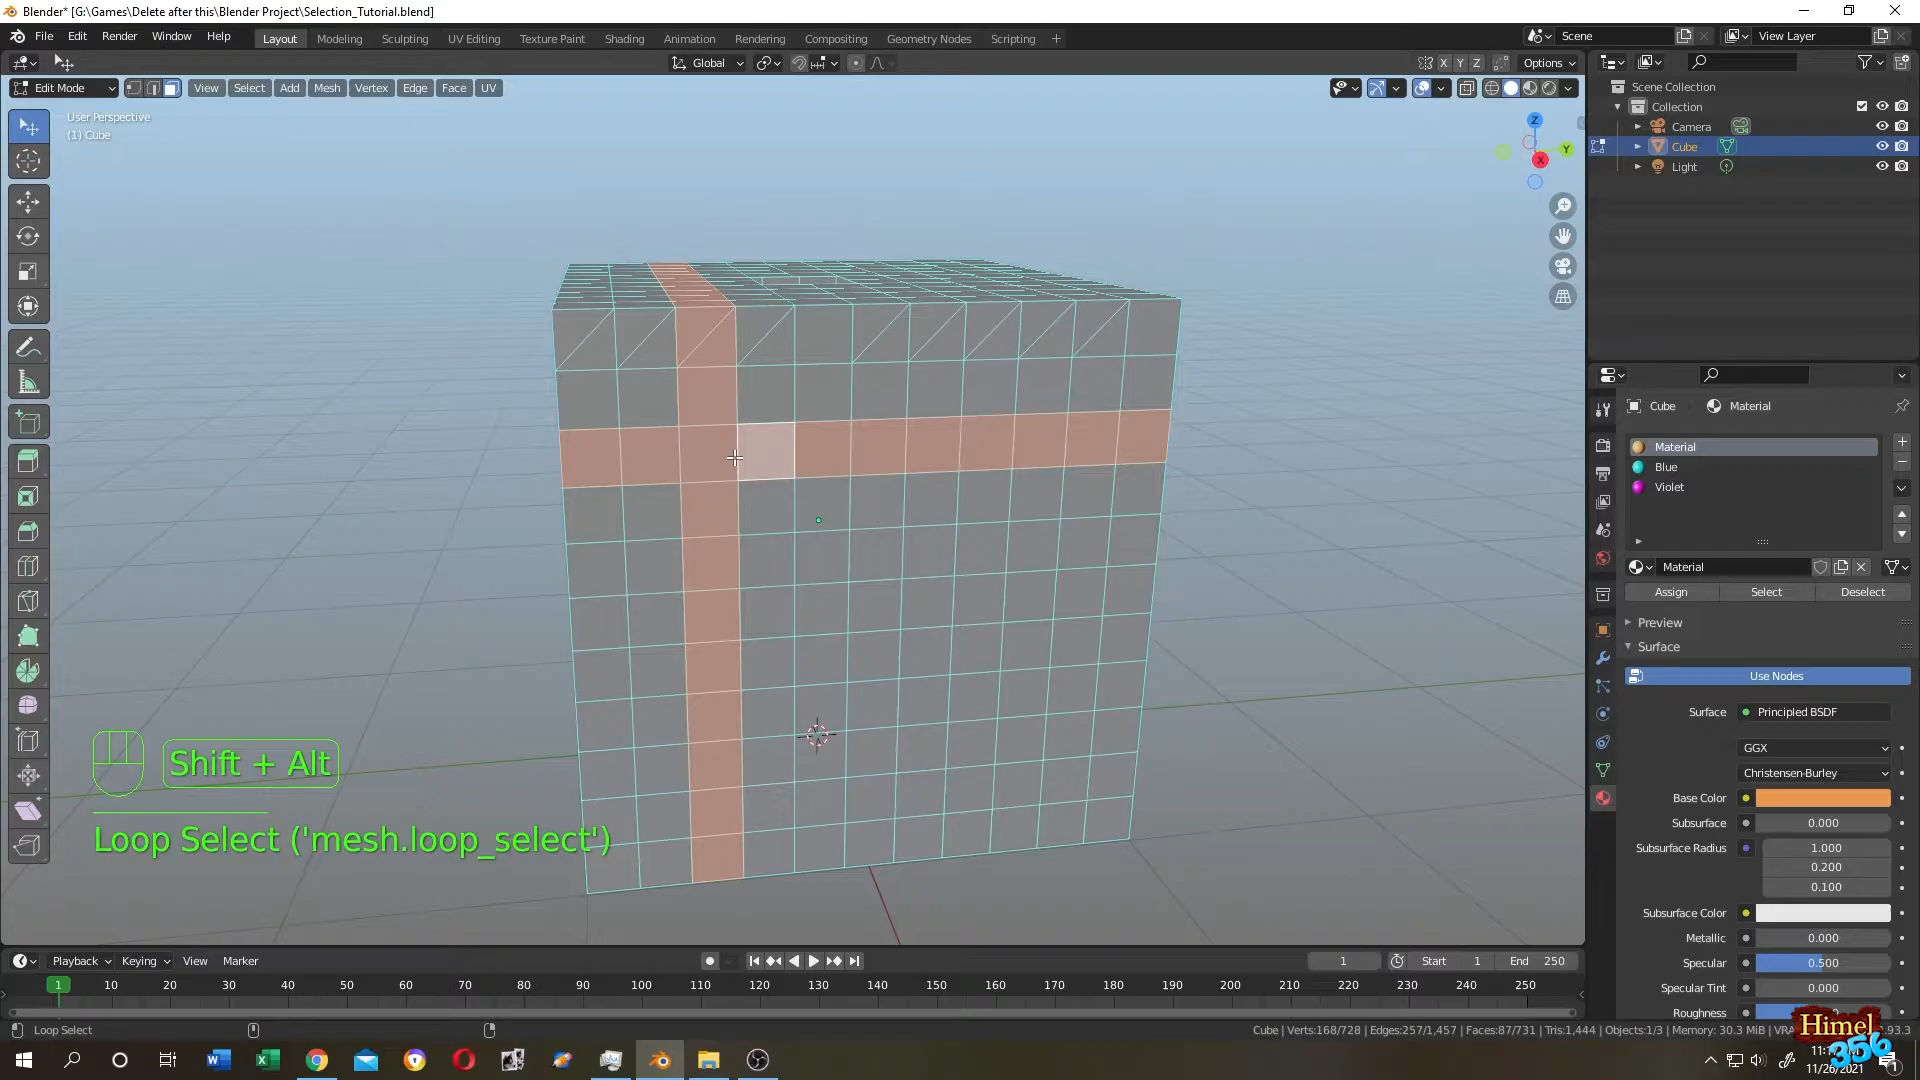 Blender* [G:\Games\Delete after this\Blender Project\Selection_Tutorial.blend]
File Edit Render Window Help Layout Modeling Sculpting UV Editing Texture Paint Shading Animation Rendering Compositing Geometry Nodes Scripting + Scene View Layer
Global X Y Z Options
Edit Mode View Select Add Mesh Vertex Edge Face UV
User Perspective
(1) Cube
Z
Y
X
Scene Collection
Collection
Camera
Cube
Light
Cube Material
Material
Blue
Violet
Material
Assign Select Deselect
Preview
Surface
Use Nodes
Surface Principled BSDF
GGX
Christensen-Burley
Base Color
Subsurface 0.000
Subsurface Radius 1.000
0.200
0.100
Subsurface Color
Metallic 0.000
Specular 0.500
Specular Tint 0.000
Roughness
Shift + Alt
Loop Select ('mesh.loop_select')
Playback Keying View Marker 1 Start 1 End 250
1 10 20 30 40 50 60 70 80 90 100 110 120 130 140 150 160 170 180 190 200 210 220 230 240 250
Loop Select
Cube | Verts:168/728 | Edges:257/1,457 | Faces:87/731 | Tris:1,444 | Objects:1/3 | Memory: 30.3 MiB | VRA
93.3
Himel
356
11/26/2021